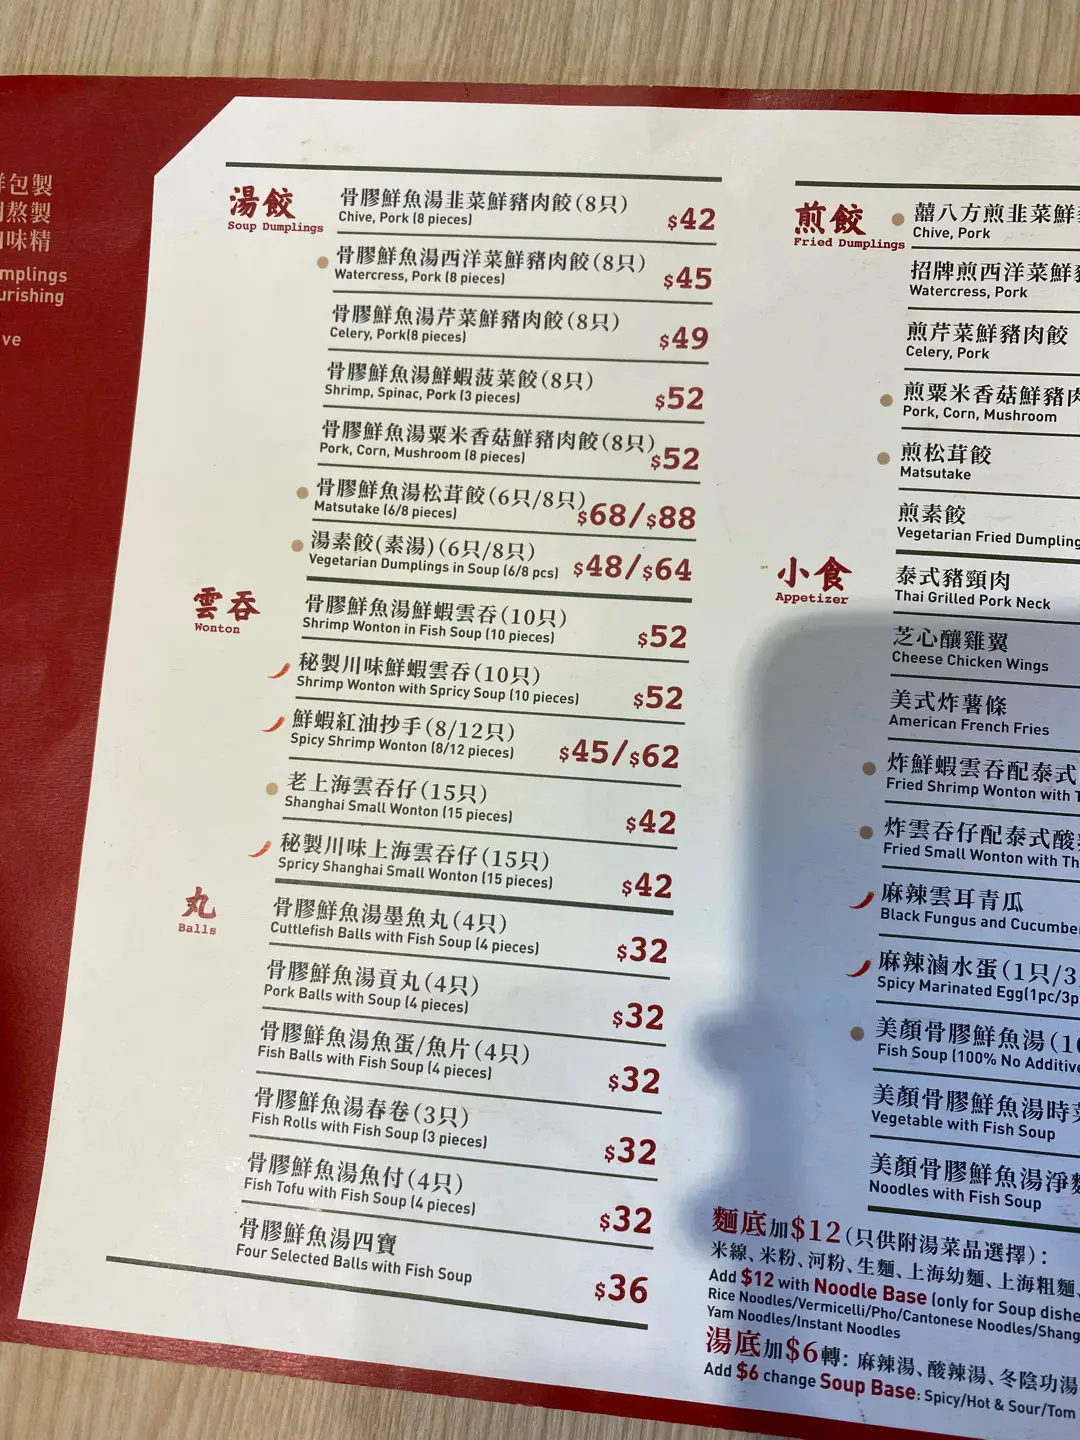 包製
熬製
味精
mplings
urishing
ve
湯餃
Soup Dumplings
骨膠鮮魚湯韭菜鮮豬肉餃(8只)
Chive, Pork (8 pieces)
$42
骨膠鮮魚湯西洋菜鮮豬肉餃(8只)
Watercress, Pork (8 pieces)
$45
骨膠鮮魚湯芹菜鮮豬肉餃(8只)
Celery, Pork(8 pieces)
$49
骨膠鮮魚湯鮮蝦菠菜餃(8只)
Shrimp, Spinac, Pork (3 pieces)
$52
骨膠鮮魚湯粟米香菇鮮豬肉餃(8只)
Pork, Corn, Mushroom (8 pieces)
$52
骨膠鮮魚湯松茸餃(6只/8只)
Matsutake (6/8 pieces)
$68/$88
湯素餃(素湯)(6只/8只)
Vegetarian Dumplings in Soup (6/8 pcs)
$48/$64
雲吞
Wonton
骨膠鮮魚湯鮮蝦雲吞(10只)
Shrimp Wonton in Fish Soup (10 pieces)
$52
秘製川味鮮蝦雲吞(10只)
Shrimp Wonton with Spricy Soup (10 pieces)
$52
鮮蝦紅油抄手(8/12只)
Spicy Shrimp Wonton (8/12 pieces)
$45/$62
老上海雲吞仔(15只)
Shanghai Small Wonton (15 pieces)
$42
秘製川味上海雲吞仔(15只)
Spricy Shanghai Small Wonton (15 pieces)
$42
丸
Balls
骨膠鮮魚湯墨魚丸(4只)
Cuttlefish Balls with Fish Soup (4 pieces)
$32
骨膠鮮魚湯貢丸(4只)
Pork Balls with Soup (4 pieces)
$32
骨膠鮮魚湯魚蛋/魚片(4只)
Fish Balls with Fish Soup (4 pieces)
$32
骨膠鮮魚湯春卷(3只)
Fish Rolls with Fish Soup (3 pieces)
$32
骨膠鮮魚湯魚付(4只)
Fish Tofu with Fish Soup (4 pieces)
$32
骨膠鮮魚湯四寶
Four Selected Balls with Fish Soup
$36
煎餃
Fried Dumplings
囍八方煎韭菜鮮
Chive, Pork
招牌煎西洋菜鮮
Watercress, Pork
煎芹菜鮮豬肉餃
Celery, Pork
煎粟米香菇鮮豬肉
Pork, Corn, Mushroom
煎松茸餃
Matsutake
煎素餃
Vegetarian Fried Dumpling
小食
Appetizer
泰式豬頸肉
Thai Grilled Pork Neck
芝心釀雞翼
Cheese Chicken Wings
美式炸薯條
American French Fries
炸鮮蝦雲吞配泰式
Fried Shrimp Wonton with T
炸雲吞仔配泰式酸
Fried Small Wonton with Th
麻辣雲耳青瓜
Black Fungus and Cucumbe
麻辣滷水蛋(1只/3
Spicy Marinated Egg(1pc/3p
美顏骨膠鮮魚湯(1
Fish Soup (100% No Additive
美顏骨膠鮮魚湯時
Vegetable with Fish Soup
美顏骨膠鮮魚湯淨
Noodles with Fish Soup
麵底加$12(只供附湯菜品選擇):
米線、米粉、河粉、生麵、上海幼麵、上海粗麵、
Add $12 with Noodle Base (only for Soup dishe
Rice Noodles/Vermicelli/Pho/Cantonese Noodles/Shang
Yam Noodles/Instant Noodles
湯底加$6轉: 麻辣湯、酸辣湯、冬陰功湯
Add $6 change Soup Base: Spicy/Hot & Sour/Tom